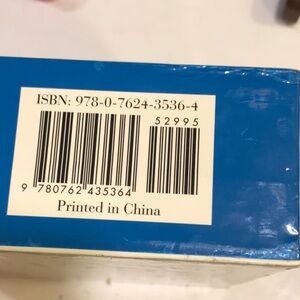 ISBN: 978-0-7624-3536-4
52995
9 780762 435364
Printed in China